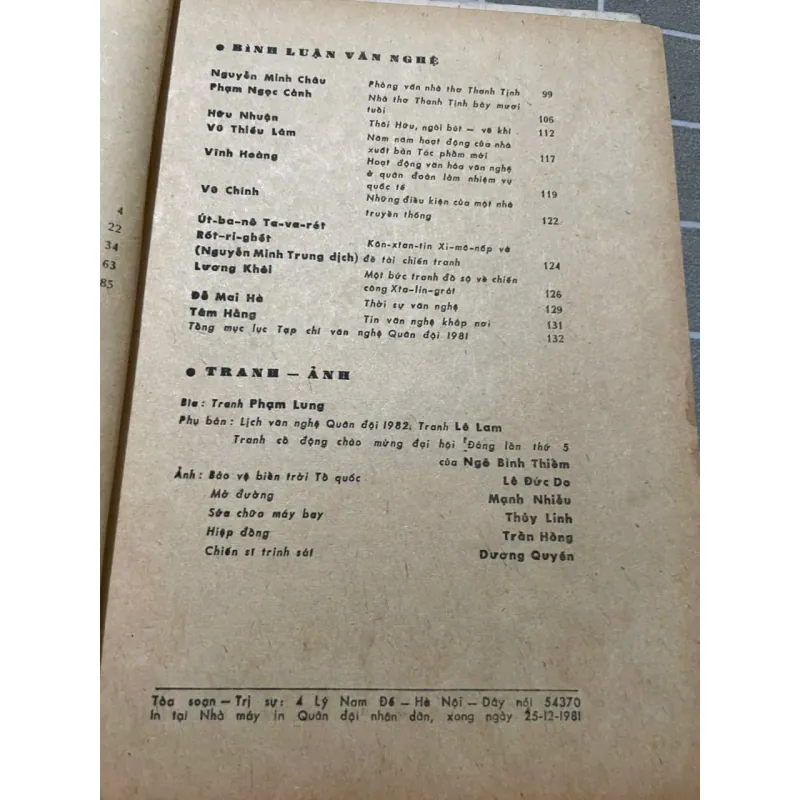 ● BÌNH LUẬN VĂN NGHỆ
Nguyễn Minh Châu Phỏng vấn nhà thơ Thanh Tịnh 99
Phạm Ngọc Cảnh Nhà thơ Thanh Tịnh bảy mươi
tuổi 106
Hữu Nhuận Thôi Hữu, ngòi bút — vũ khí 112
Vũ Thiếu Lâm Năm năm hoạt động của nhà
xuất bản Tác phẩm mới 117
Vĩnh Hoàng Hoạt động văn hóa văn nghệ
ở quân đoàn làm nhiệm vụ
quốc tế 119
Vũ Chinh Những điều kiện của một nhà
truyền thống 122
Út-ba-nô Ta-va-rét
Rốt-ri-ghét Kôn-xtan-tin Xi-mô-nốp và
(Nguyễn Minh Trung dịch) đề tài chiến tranh 124
Lương Khôi Một bức tranh đồ sộ về chiến
công Xta-lin-grát 126
Đỗ Mai Hà Thời sự văn nghệ 129
Tâm Hằng Tin văn nghệ khắp nơi 131
Tổng mục lục Tạp chí văn nghệ Quân đội 1981 132
4
22
34
63
85
● TRANH — ẢNH
Bìa : Tranh Phạm Lung
Phụ bản : Lịch văn nghệ Quân đội 1982. Tranh Lê Lam
Tranh cổ động chào mừng đại hội Đảng lần thứ 5
của Ngô Bình Thiềm
Ảnh : Bảo vệ biển trời Tổ quốc Lê Đức Do
Mở đường Mạnh Nhiều
Sửa chữa máy bay Thủy Linh
Hiệp đồng Trần Hồng
Chiến sĩ trinh sát Dương Quyền
Tòa soạn — Trị sự : 4 Lý Nam Đế — Hà Nội — Dây nói 54370
In tại Nhà máy in Quân đội nhân dân, xong ngày 25-12-1981